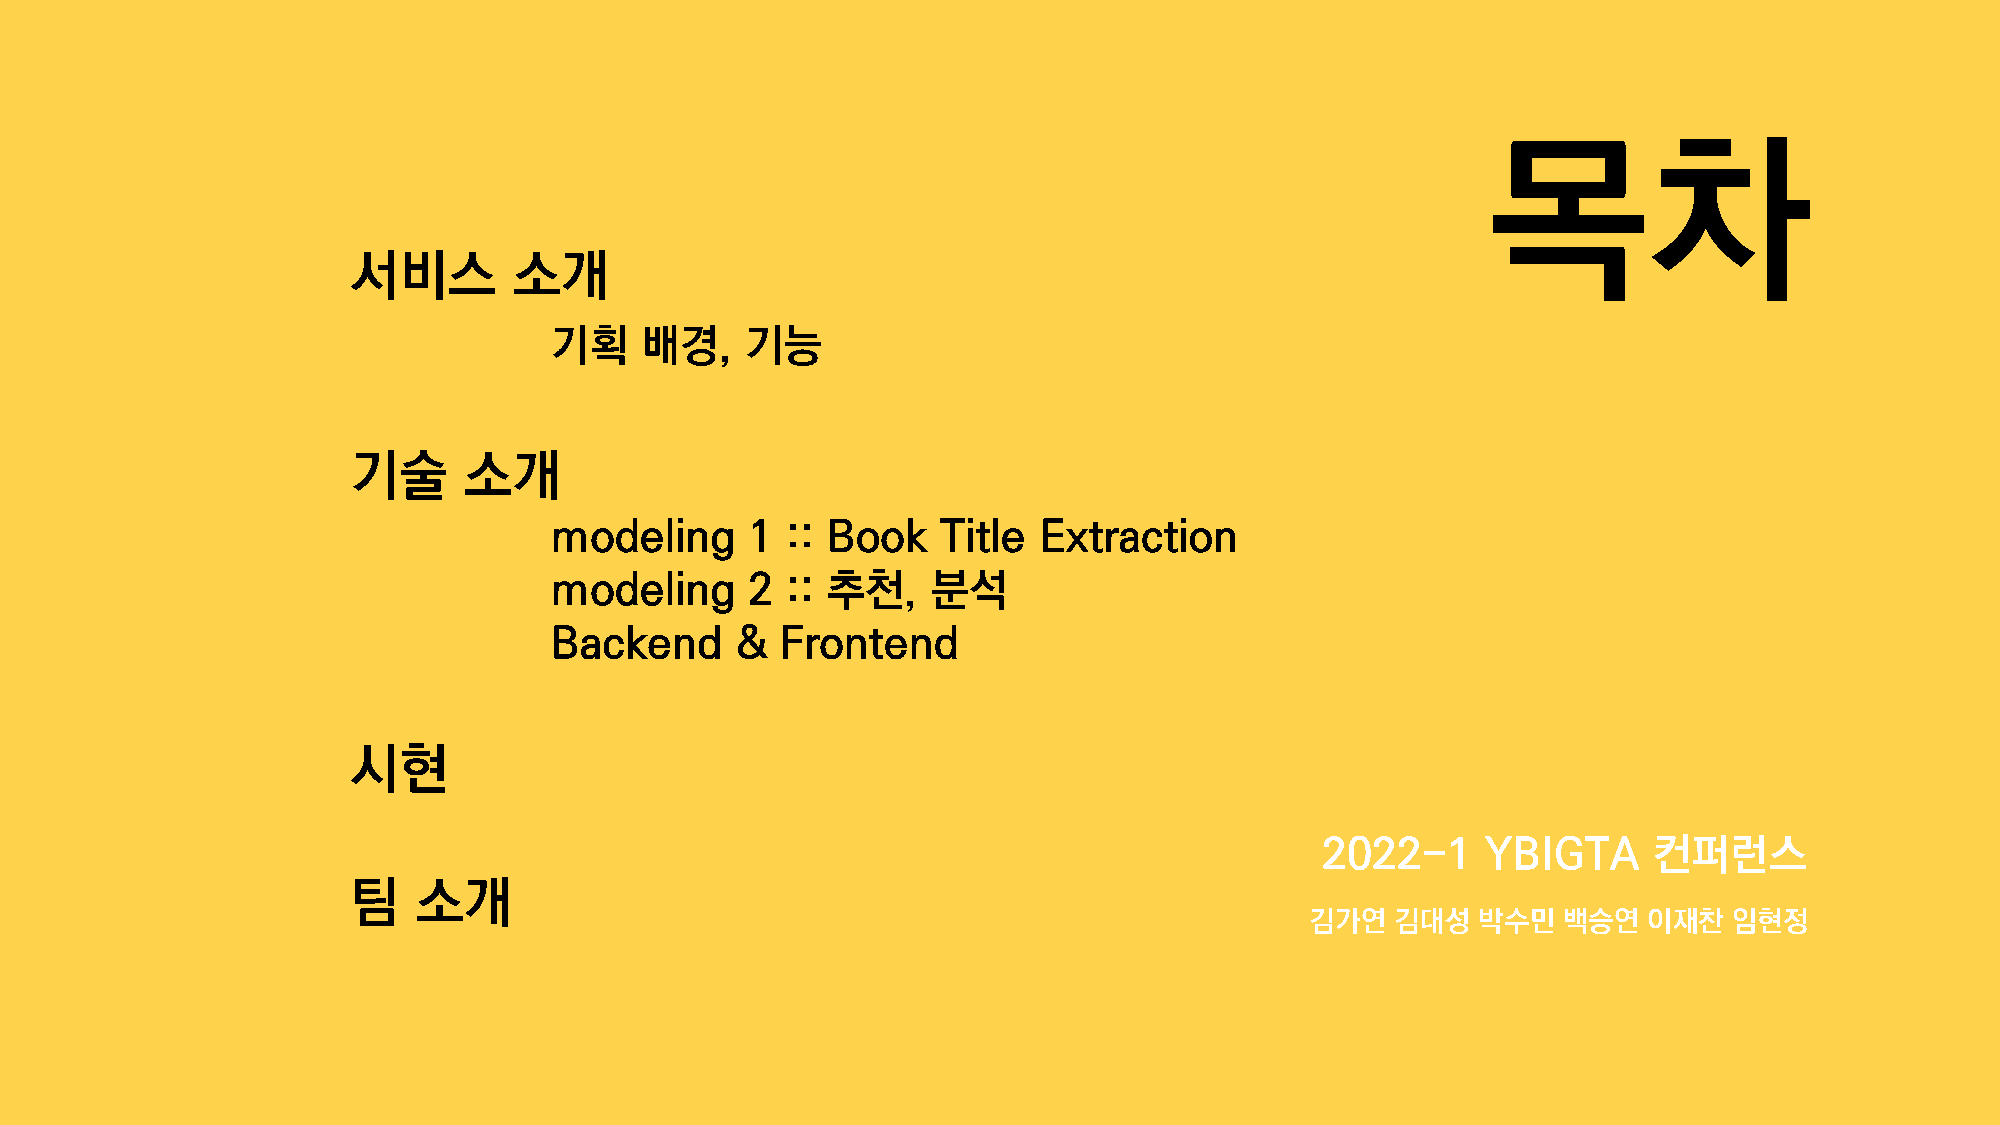 목차
서비스 소개
기획 배경, 기능
기술 소개
modeling 1 :: Book Title Extraction
modeling 2 :: 추천, 분석
Backend & Frontend
시현
팀 소개
2022-1 YBIGTA 컨퍼런스
김가연 김대성 박수민 백승연 이재찬 임현정